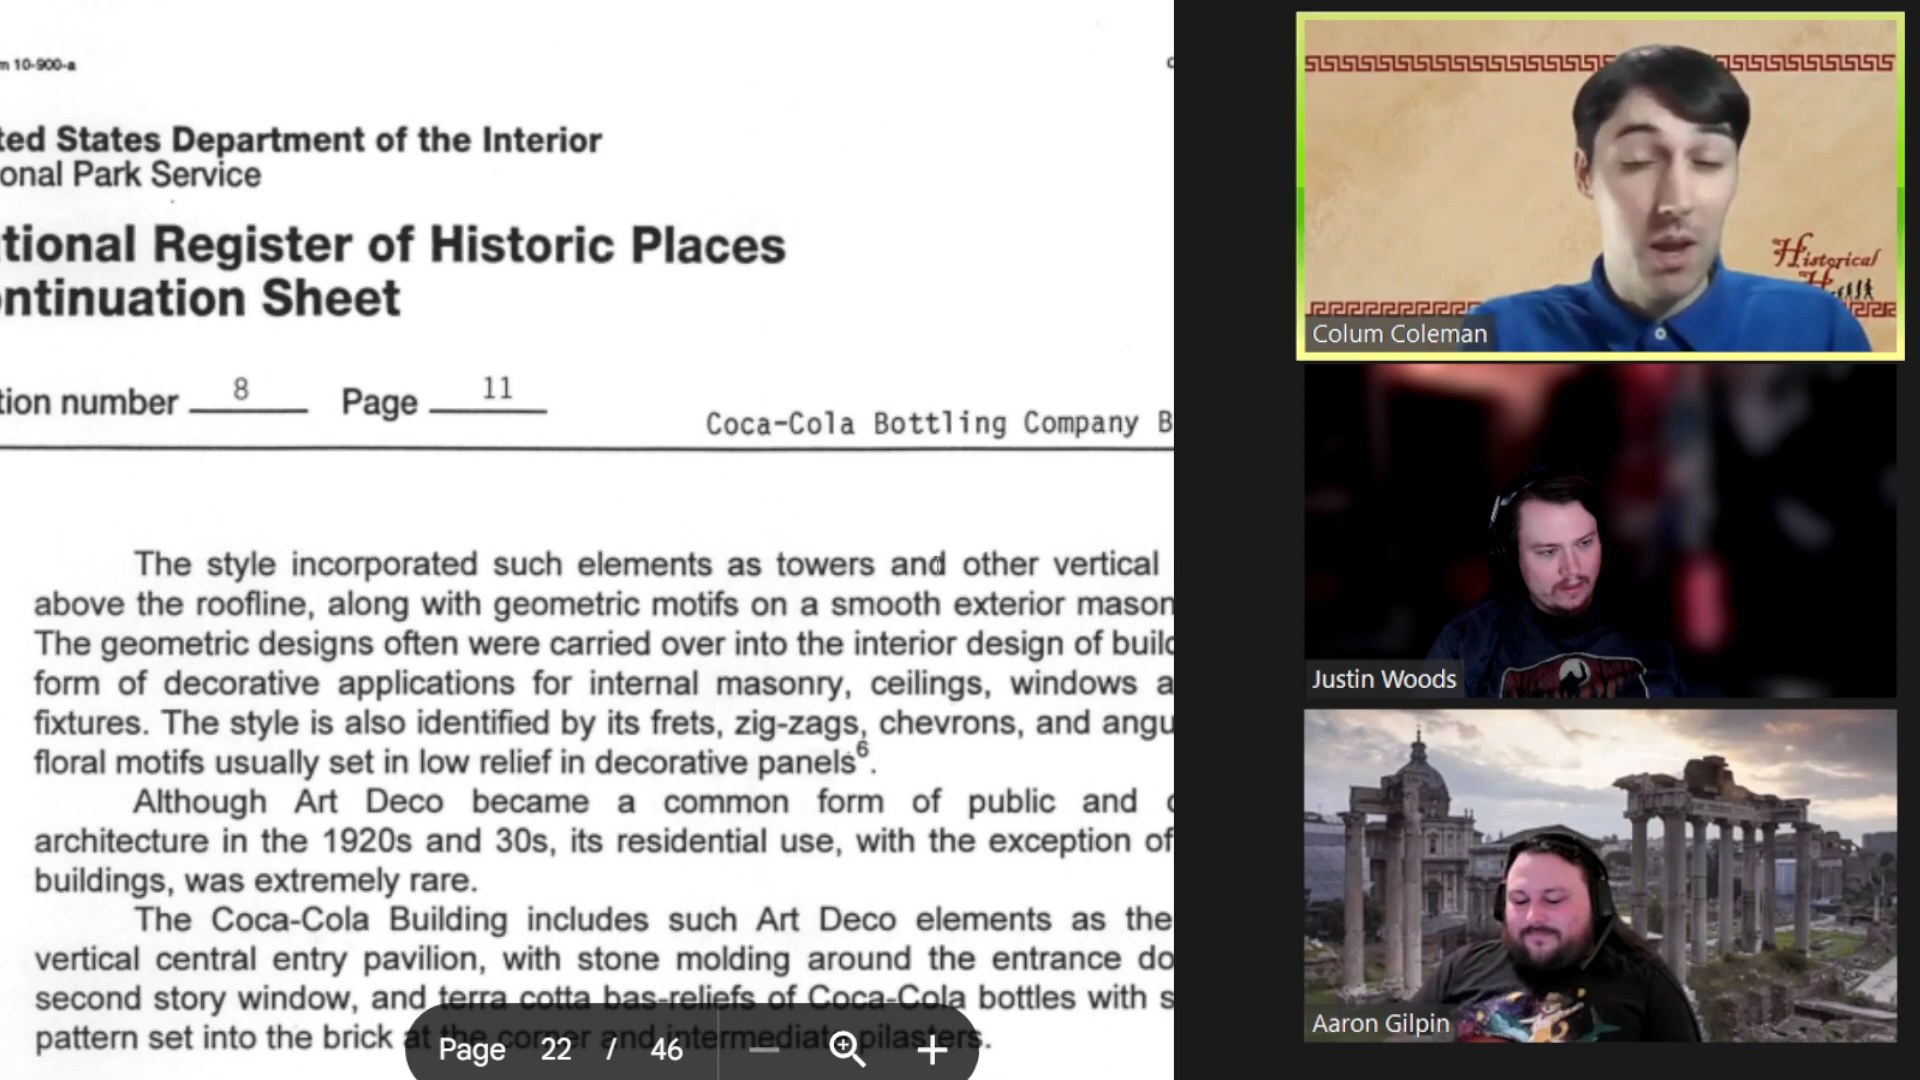 m 10-900-a
ted States Department of the Interior
onal Park Service
tional Register of Historic Places
ontinuation Sheet
tion number 8 Page 11
Coca-Cola Bottling Company B
The style incorporated such elements as towers and other vertical
above the roofline, along with geometric motifs on a smooth exterior mason
The geometric designs often were carried over into the interior design of build
form of decorative applications for internal masonry, ceilings, windows a
fixtures. The style is also identified by its frets, zig-zags, chevrons, and angu
floral motifs usually set in low relief in decorative panels6.
Although Art Deco became a common form of public and c
architecture in the 1920s and 30s, its residential use, with the exception of
buildings, was extremely rare.
The Coca-Cola Building includes such Art Deco elements as the
vertical central entry pavilion, with stone molding around the entrance do
second story window, and terra cotta bas-reliefs of Coca-Cola bottles with s
pattern set into the brick at the corner and intermediate pilasters.
Page 22 / 46
Historical
Colum Coleman
Justin Woods
Aaron Gilpin